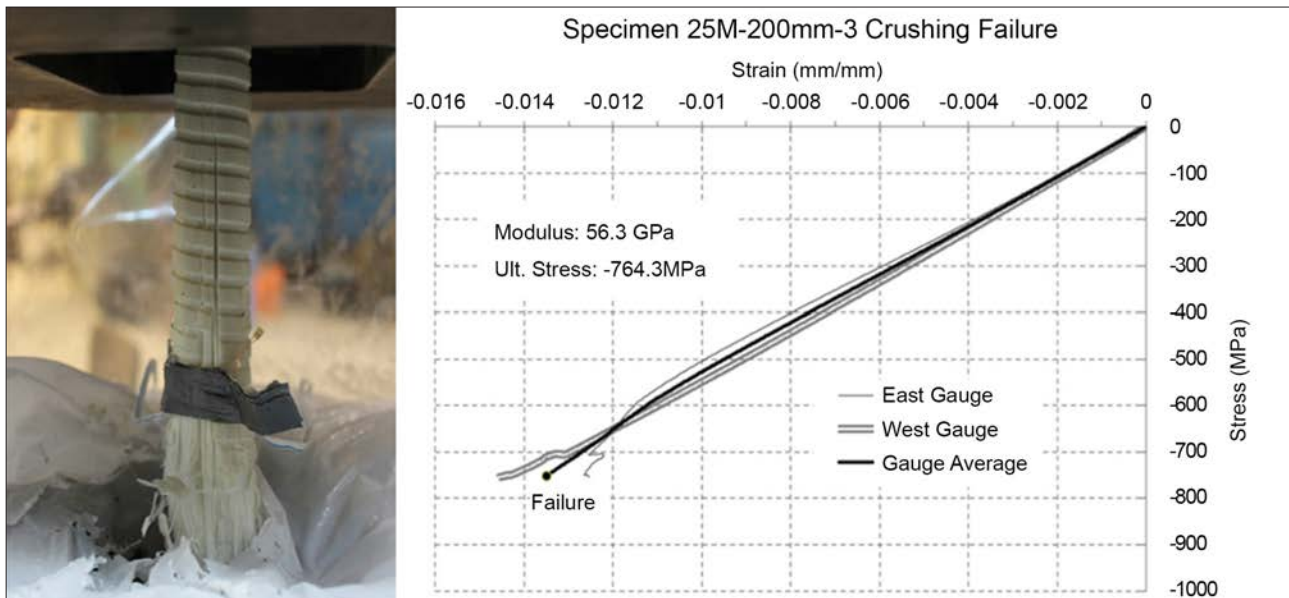 Specimen 25M-200mm-3 Crushing Failure
Strain (mm/mm)
-0.016 -0.014 -0.012 -0.01 -0.008 -0.006 -0.004 -0.002 0
0
-100
-200
-300
-400
-500
-600
-700
-800
-900
-1000
Stress (MPa)
Modulus: 56.3 GPa
Ult. Stress: -764.3MPa
East Gauge
West Gauge
Gauge Average
Failure